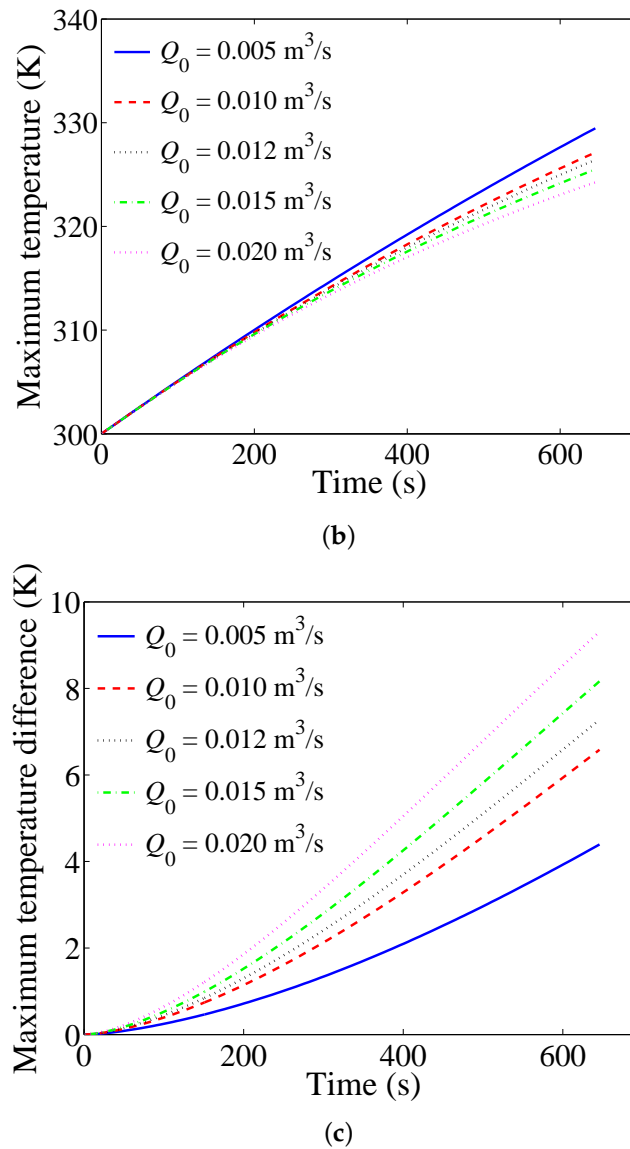 340
330
320
310
300
Maximum temperature (K)
Q₀ = 0.005 m³/s
Q₀ = 0.010 m³/s
Q₀ = 0.012 m³/s
Q₀ = 0.015 m³/s
Q₀ = 0.020 m³/s
0 200 400 600
Time (s)
(b)
10
8
6
4
2
0
Maximum temperature difference (K)
Q₀ = 0.005 m³/s
Q₀ = 0.010 m³/s
Q₀ = 0.012 m³/s
Q₀ = 0.015 m³/s
Q₀ = 0.020 m³/s
0 200 400 600
Time (s)
(c)